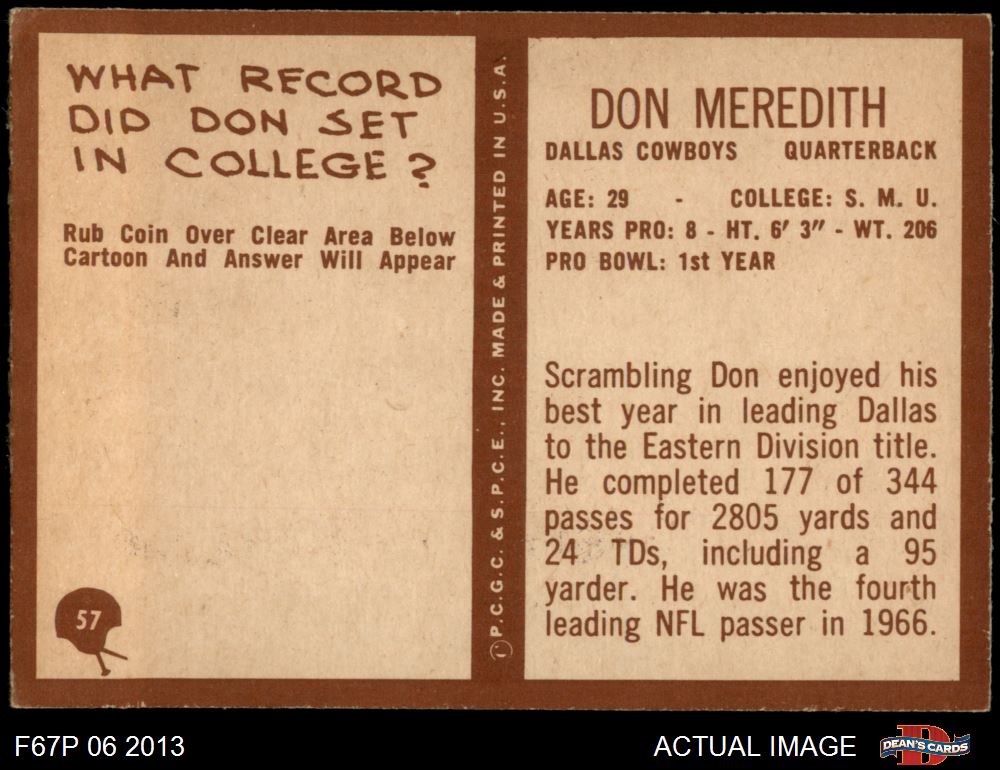 WHAT RECORD
DID DON SET
IN COLLEGE?
Rub Coin Over Clear Area Below
Cartoon And Answer Will Appear
57
P.C.G.C. & S.P.C.E., INC. MADE & PRINTED IN U.S.A.
DON MEREDITH
DALLAS COWBOYS QUARTERBACK
AGE: 29 - COLLEGE: S. M. U.
YEARS PRO: 8 - HT. 6' 3" - WT. 206
PRO BOWL: 1st YEAR
Scrambling Don enjoyed his
best year in leading Dallas
to the Eastern Division title.
He completed 177 of 344
passes for 2805 yards and
24 TDs, including a 95
yarder. He was the fourth
leading NFL passer in 1966.
F67P 06 2013
ACTUAL IMAGE
D
DEAN'S CARDS